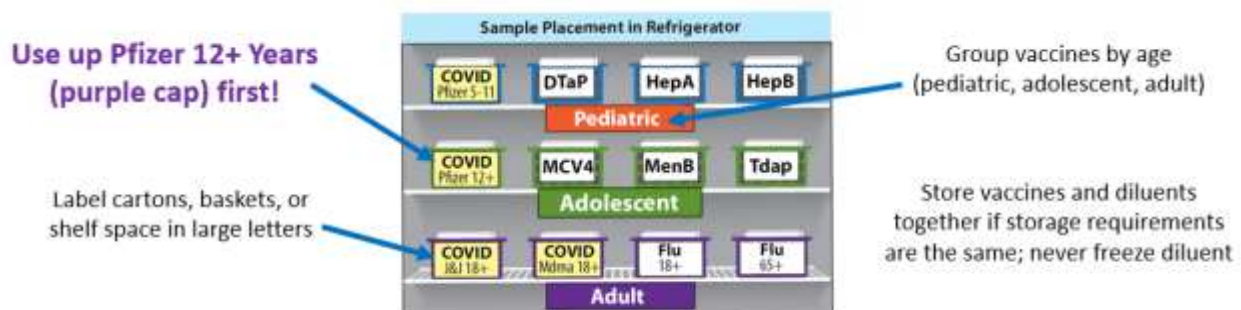 Sample Placement in Refrigerator
Use up Pfizer 12+ Years
(purple cap) first!
Label cartons, baskets, or
shelf space in large letters
COVID
Pfizer 5-11
DTaP
HepA
HepB
Pediatric
COVID
Pfizer 12+
MCV4
MenB
Tdap
Adolescent
COVID
J&J 18+
COVID
Mdrna 18+
Flu
18+
Flu
65+
Adult
Group vaccines by age
(pediatric, adolescent, adult)
Store vaccines and diluents
together if storage requirements
are the same; never freeze diluent